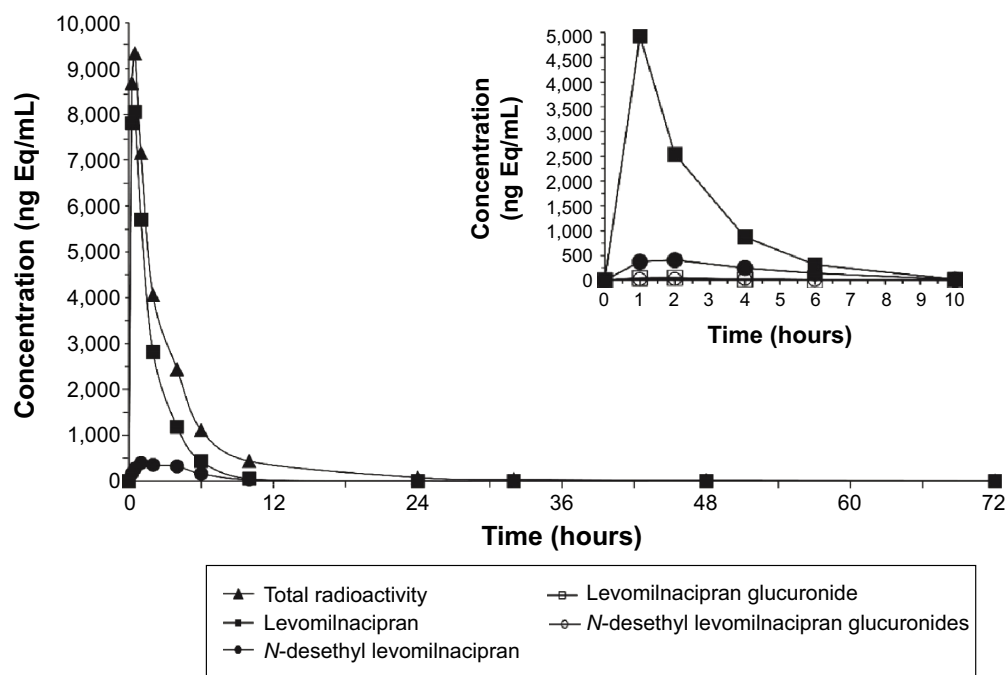 10,000
9,000
8,000
7,000
6,000
5,000
4,000
3,000
2,000
1,000
0
Concentration (ng Eq/mL)
0 12 24 36 48 60 72
Time (hours)
5,000
4,500
4,000
3,500
3,000
2,500
2,000
1,500
1,000
500
0
Concentration
(ng Eq/mL)
0 1 2 3 4 5 6 7 8 9 10
Time (hours)
Total radioactivity
Levomilnacipran
N-desethyl levomilnacipran
Levomilnacipran glucuronide
N-desethyl levomilnacipran glucuronides